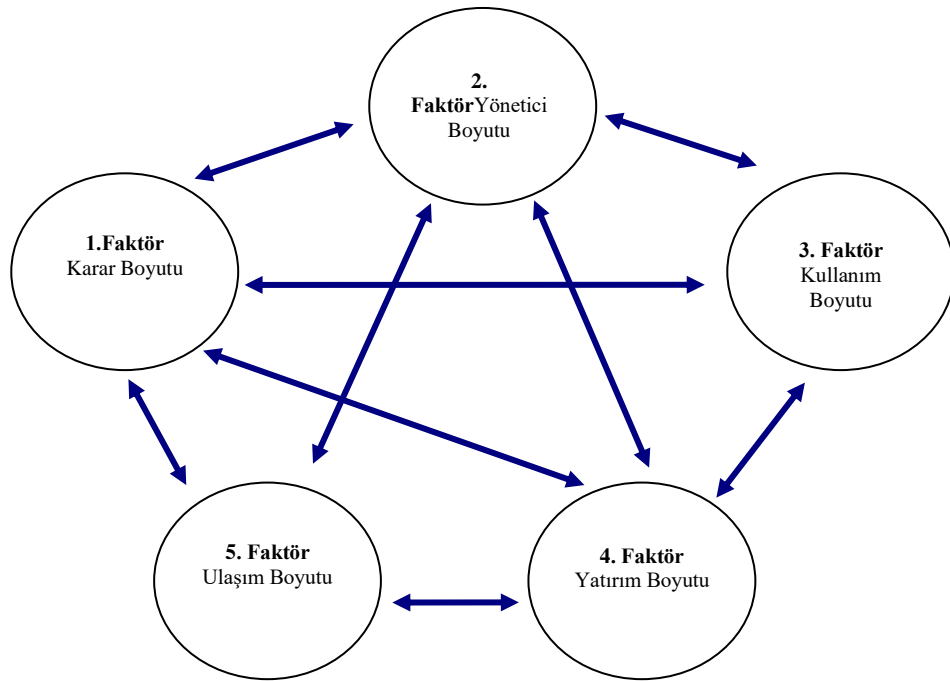 2.
FaktörYönetici
Boyutu
1.Faktör
Karar Boyutu
3. Faktör
Kullanım
Boyutu
5. Faktör
Ulaşım Boyutu
4. Faktör
Yatırım Boyutu